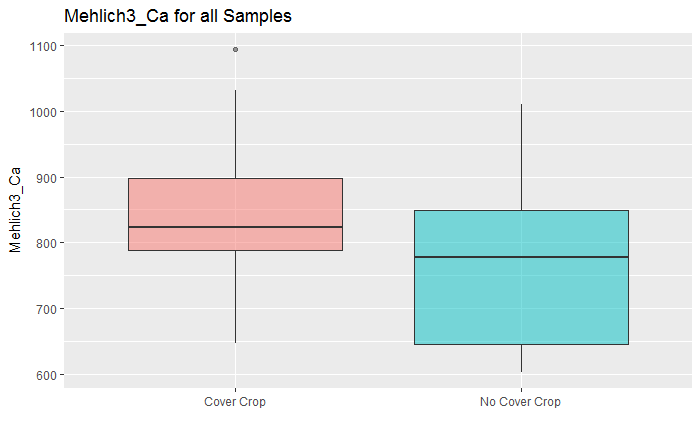 Mehlich3_Ca for all Samples
1100
1000
900
800
700
600
Mehlich3_Ca
Cover Crop
No Cover Crop